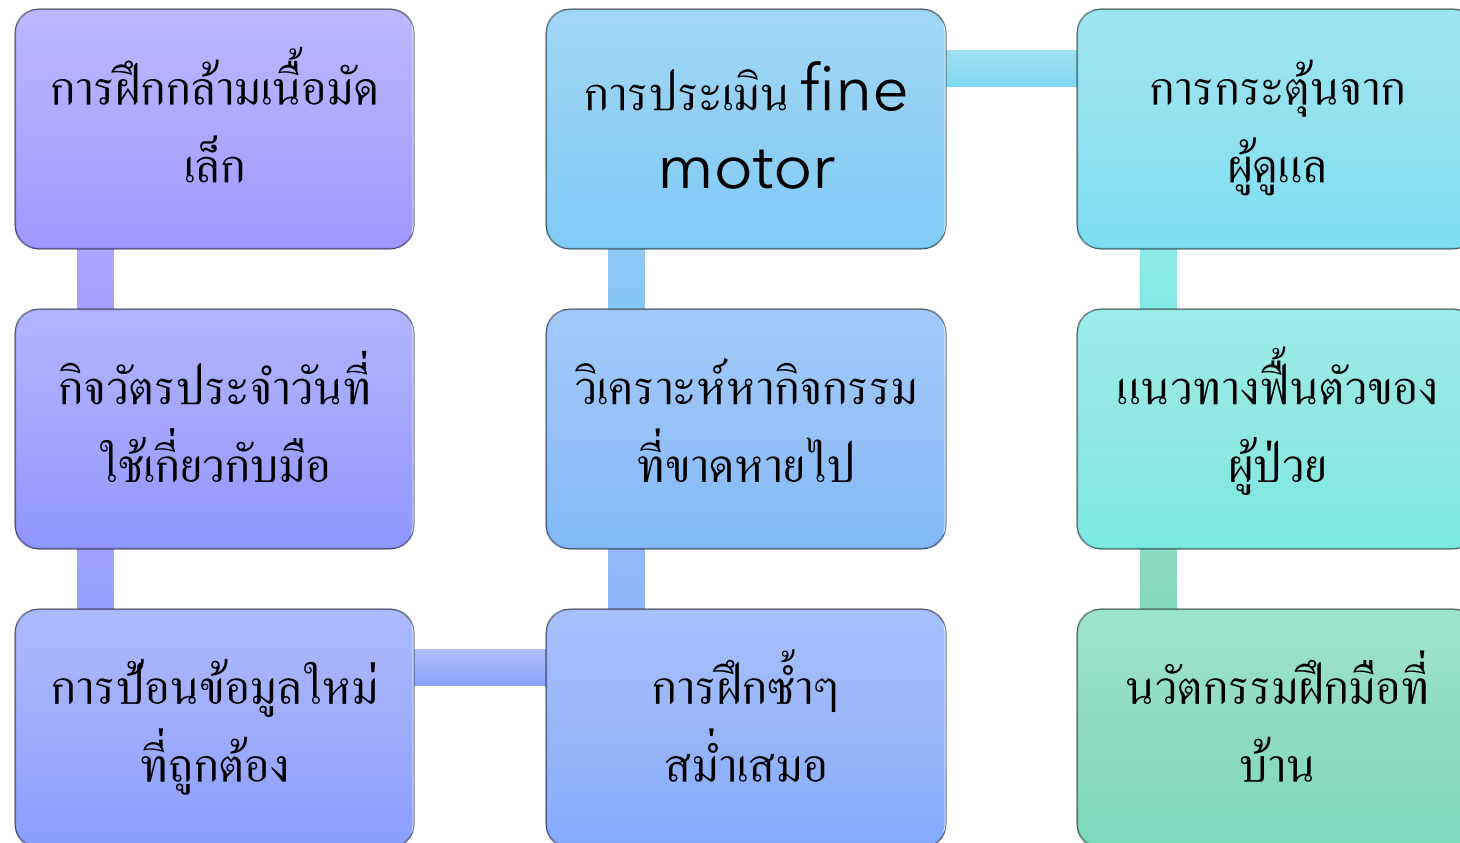 การฝึกกล้ามเนื้อมัด
เล็ก
กิจวัตรประจำวันที่
ใช้เกี่ยวกับมือ
การป้อนข้อมูลใหม่
ที่ถูกต้อง
การฝึกซ้ำๆ
สม่ำเสมอ
วิเคราะห์หากิจกรรม
ที่ขาดหายไป
การประเมิน fine
motor
การกระตุ้นจาก
ผู้ดูแล
แนวทางฟื้นตัวของ
ผู้ป่วย
นวัตกรรมฝึกมือที่
บ้าน